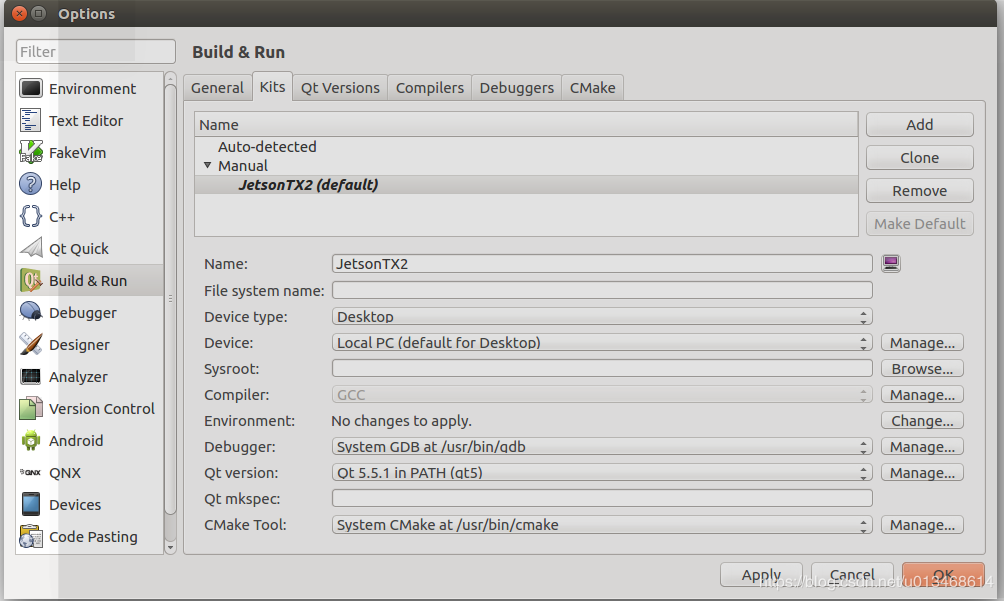 Options
Filter
Build & Run
Environment
Text Editor
FakeVim
Help
C++
Qt Quick
Build & Run
Debugger
Designer
Analyzer
Version Control
Android
QNX
Devices
Code Pasting
General Kits Qt Versions Compilers Debuggers CMake
Name
Auto-detected
Manual
JetsonTX2 (default)
Add
Clone
Remove
Make Default
Name: JetsonTX2
File system name:
Device type: Desktop
Device: Local PC (default for Desktop) Manage...
Sysroot: Browse...
Compiler: GCC Manage...
Environment: No changes to apply. Change...
Debugger: System GDB at /usr/bin/gdb Manage...
Qt version: Qt 5.5.1 in PATH (qt5) Manage...
Qt mkspec:
CMake Tool: System CMake at /usr/bin/cmake Manage...
Apply Cancel OK
https://blog.csdn.net/u013468614